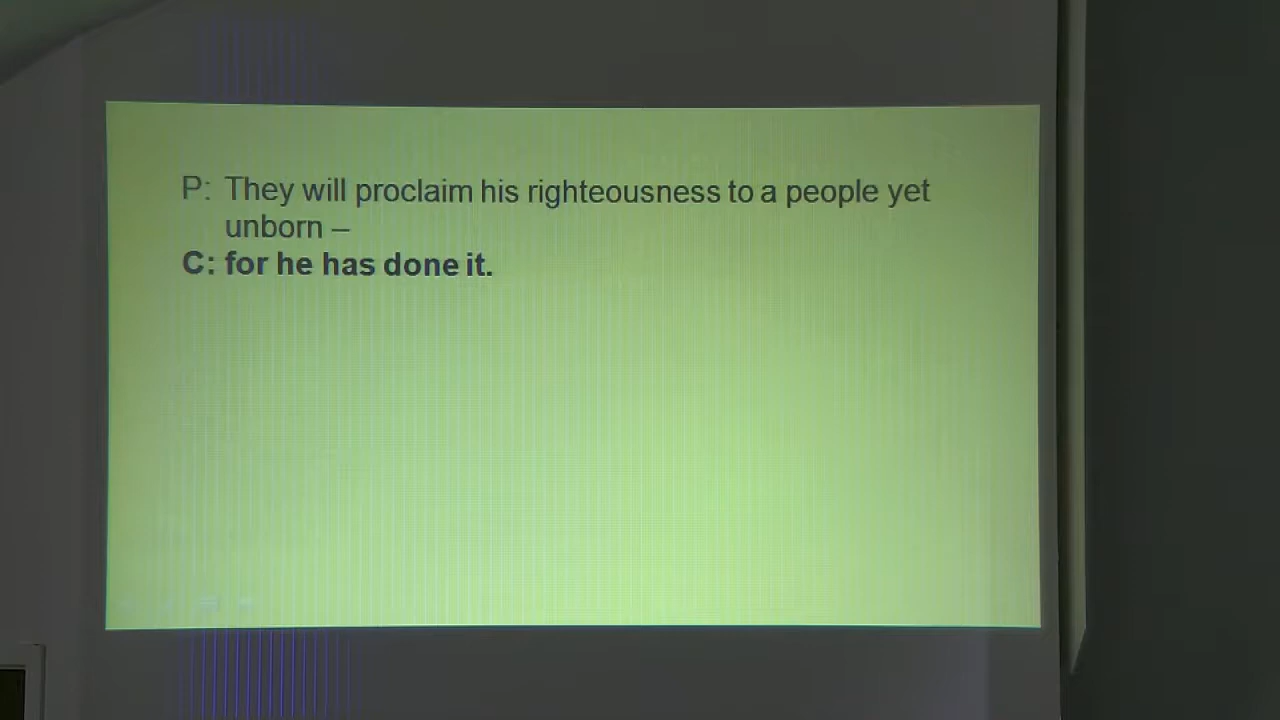 P: They will proclaim his righteousness to a people yet
unborn –
C: for he has done it.